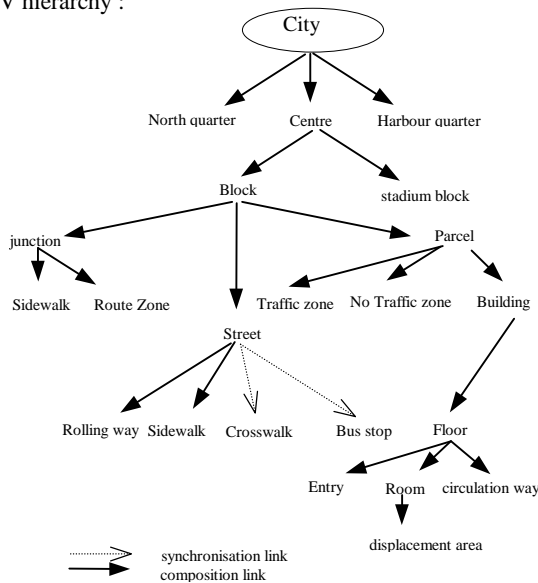 V hierarchy :
City
North quarter Centre Harbour quarter
Block stadium block
junction Parcel
Sidewalk Route Zone Traffic zone No Traffic zone Building
Street
Rolling way Sidewalk Crosswalk Bus stop Floor
Entry Room circulation way
displacement area
synchronisation link
composition link